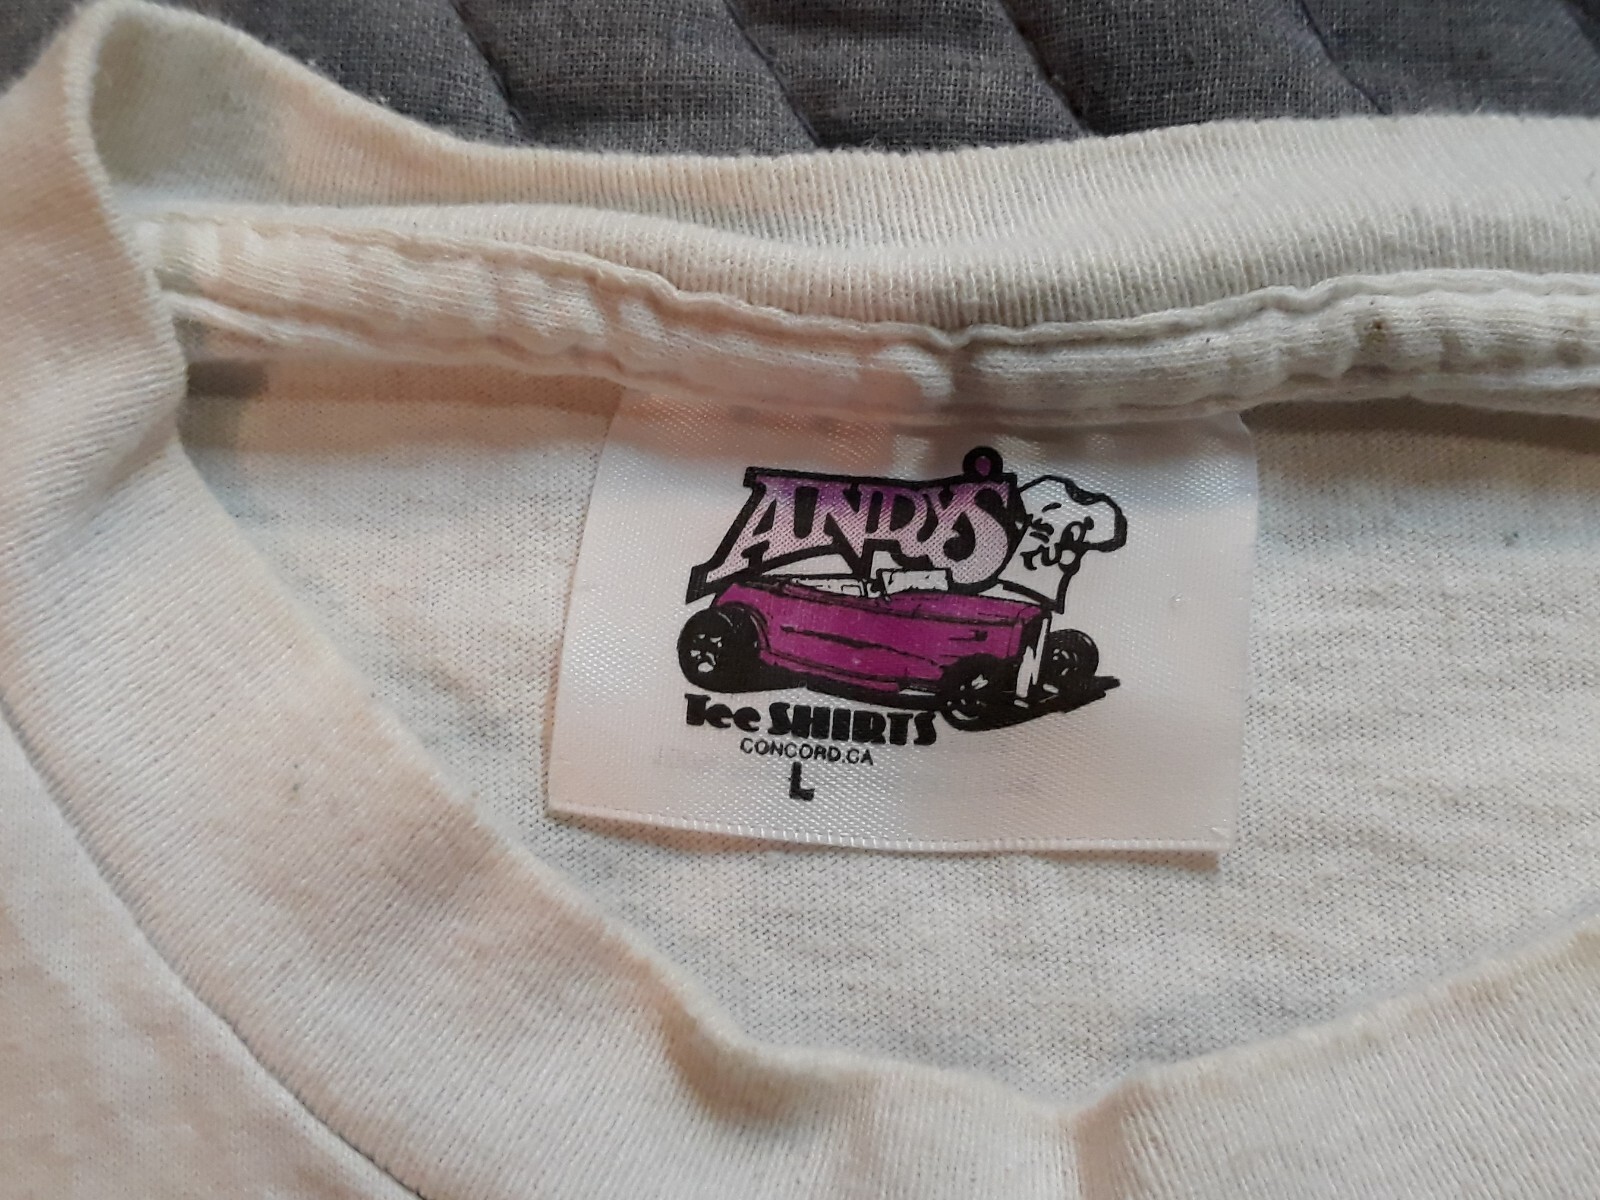 ANDY'S
Tee SHIRTS
CONCORD.CA
L